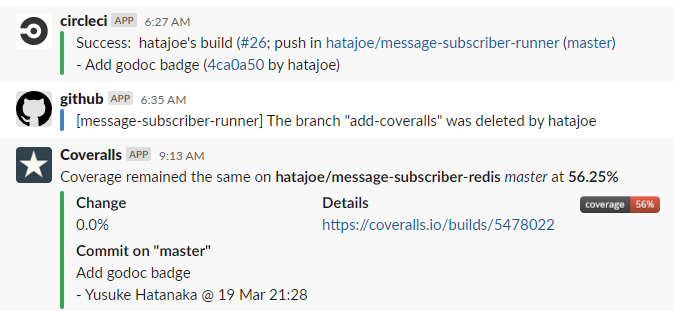 circleci APP 6:27 AM
Success: hatajoe's build (#26; push in hatajoe/message-subscriber-runner (master)
- Add godoc badge (4ca0a50 by hatajoe)
github APP 6:35 AM
[message-subscriber-runner] The branch "add-coveralls" was deleted by hatajoe
Coveralls APP 9:13 AM
Coverage remained the same on hatajoe/message-subscriber-redis master at 56.25%
Change Details coverage 56%
0.0% https://coveralls.io/builds/5478022
Commit on "master"
Add godoc badge
- Yusuke Hatanaka @ 19 Mar 21:28